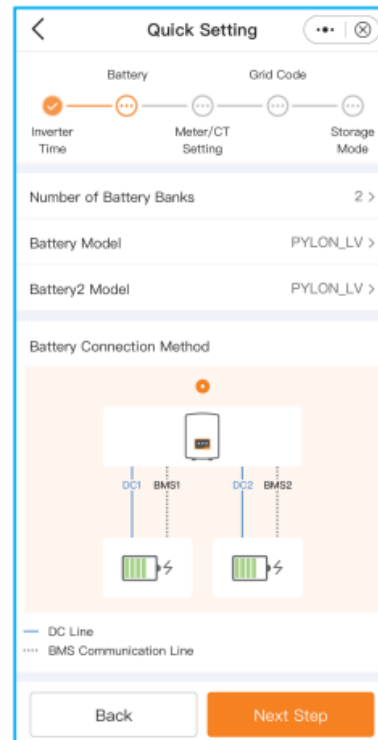 Quick Setting
Battery Grid Code
Inverter Time
Meter/CT Setting
Storage Mode
Number of Battery Banks 2 >
Battery Model PYLON_LV >
Battery2 Model PYLON_LV >
Battery Connection Method
DC1 BMS1 DC2 BMS2
DC Line
BMS Communication Line
Back Next Step